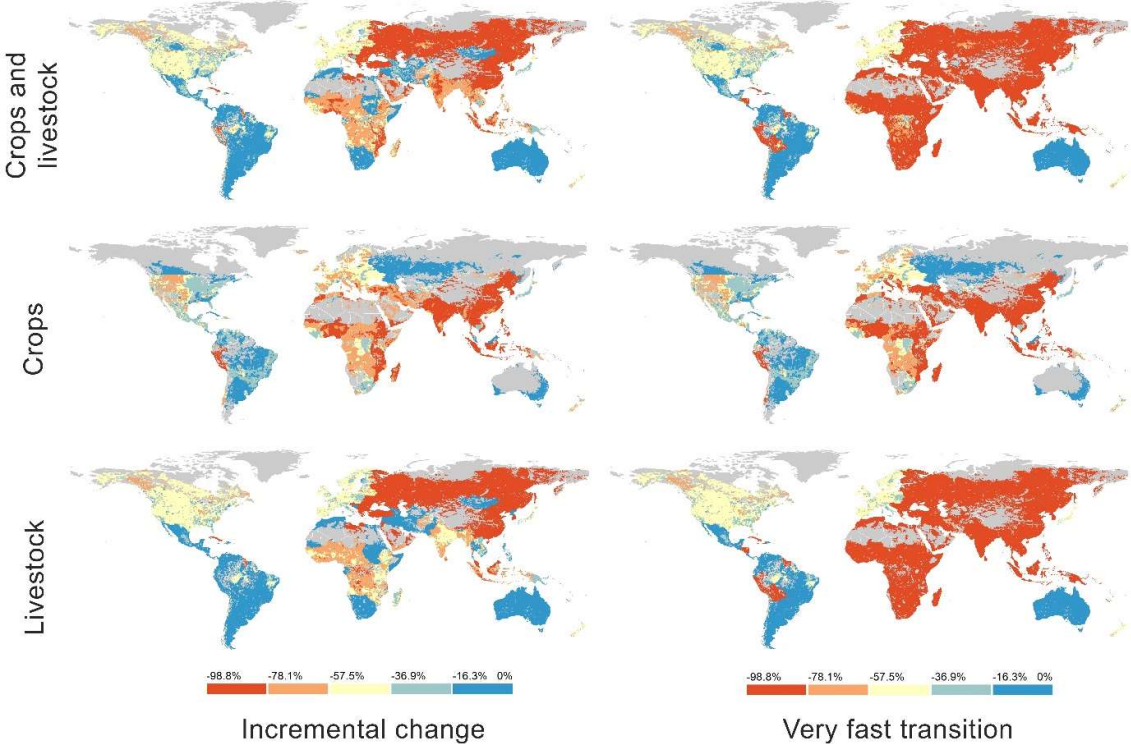 Crops and
livestock
Crops
Livestock
-98.8% -78.1% -57.5% -36.9% -16.3% 0%
-98.8% -78.1% -57.5% -36.9% -16.3% 0%
Incremental change
Very fast transition